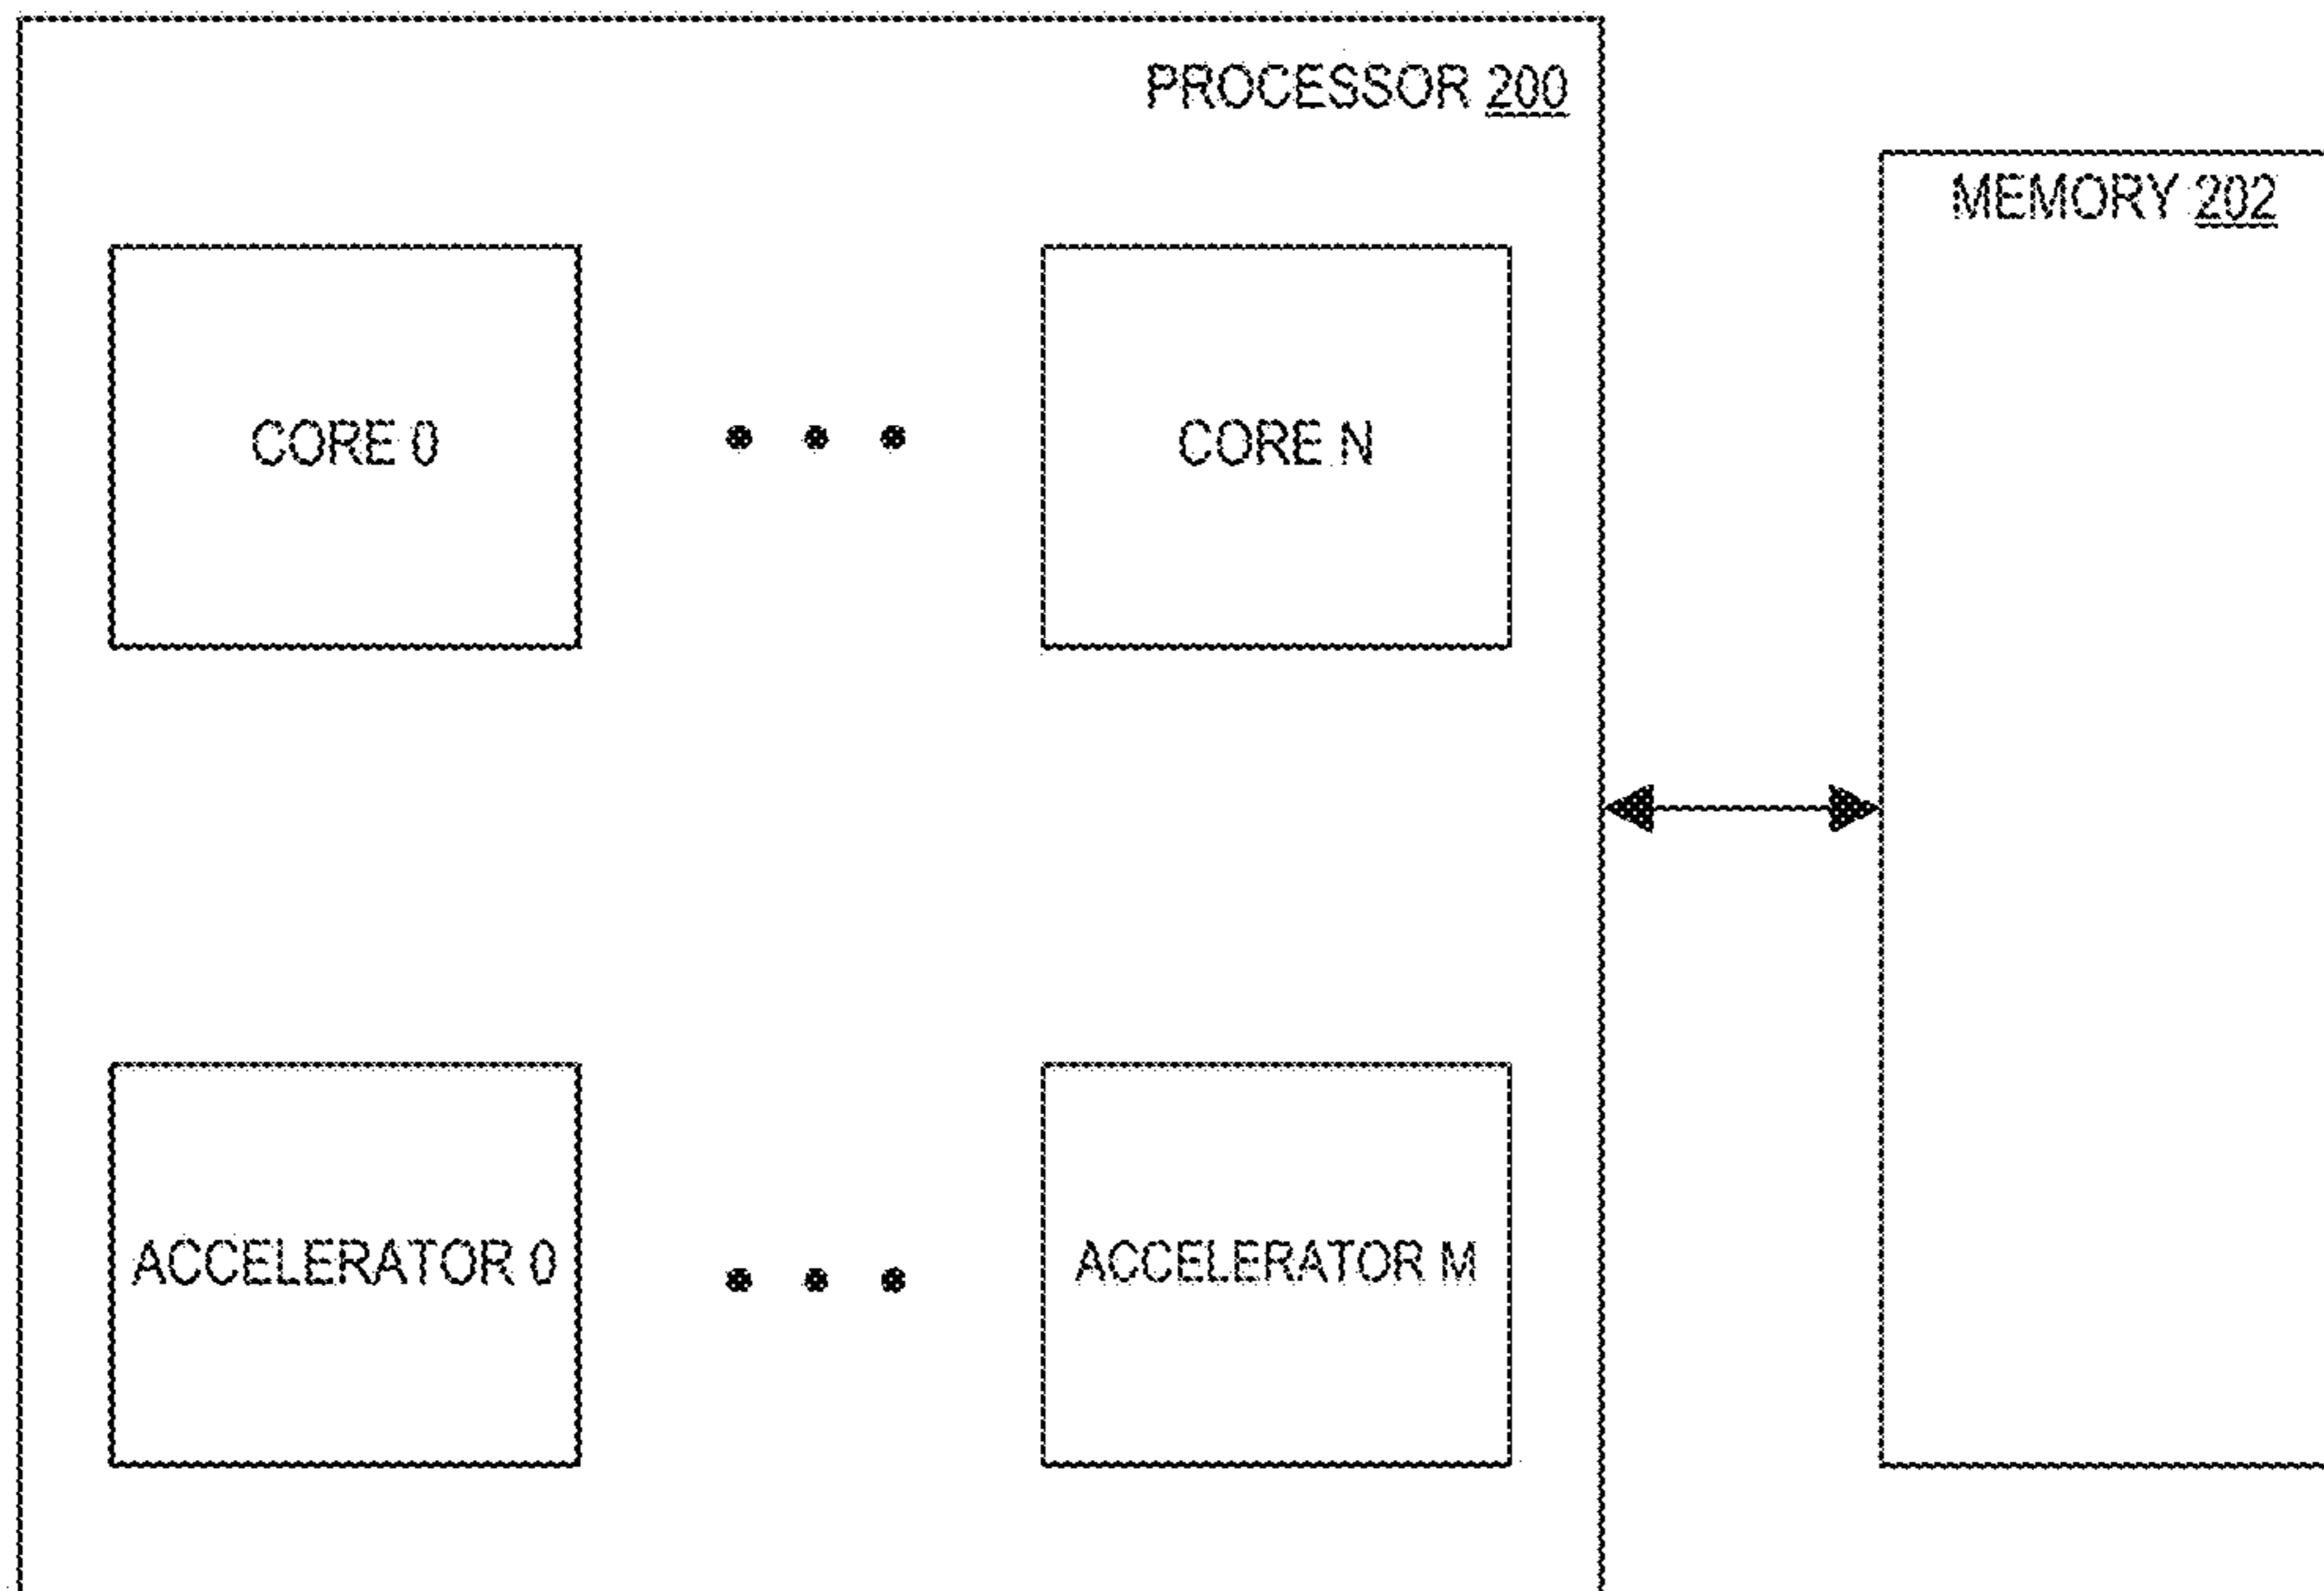 PROCESSOR 200
MEMORY 202
CORE 0
CORE N
ACCELERATOR 0
ACCELERATOR M